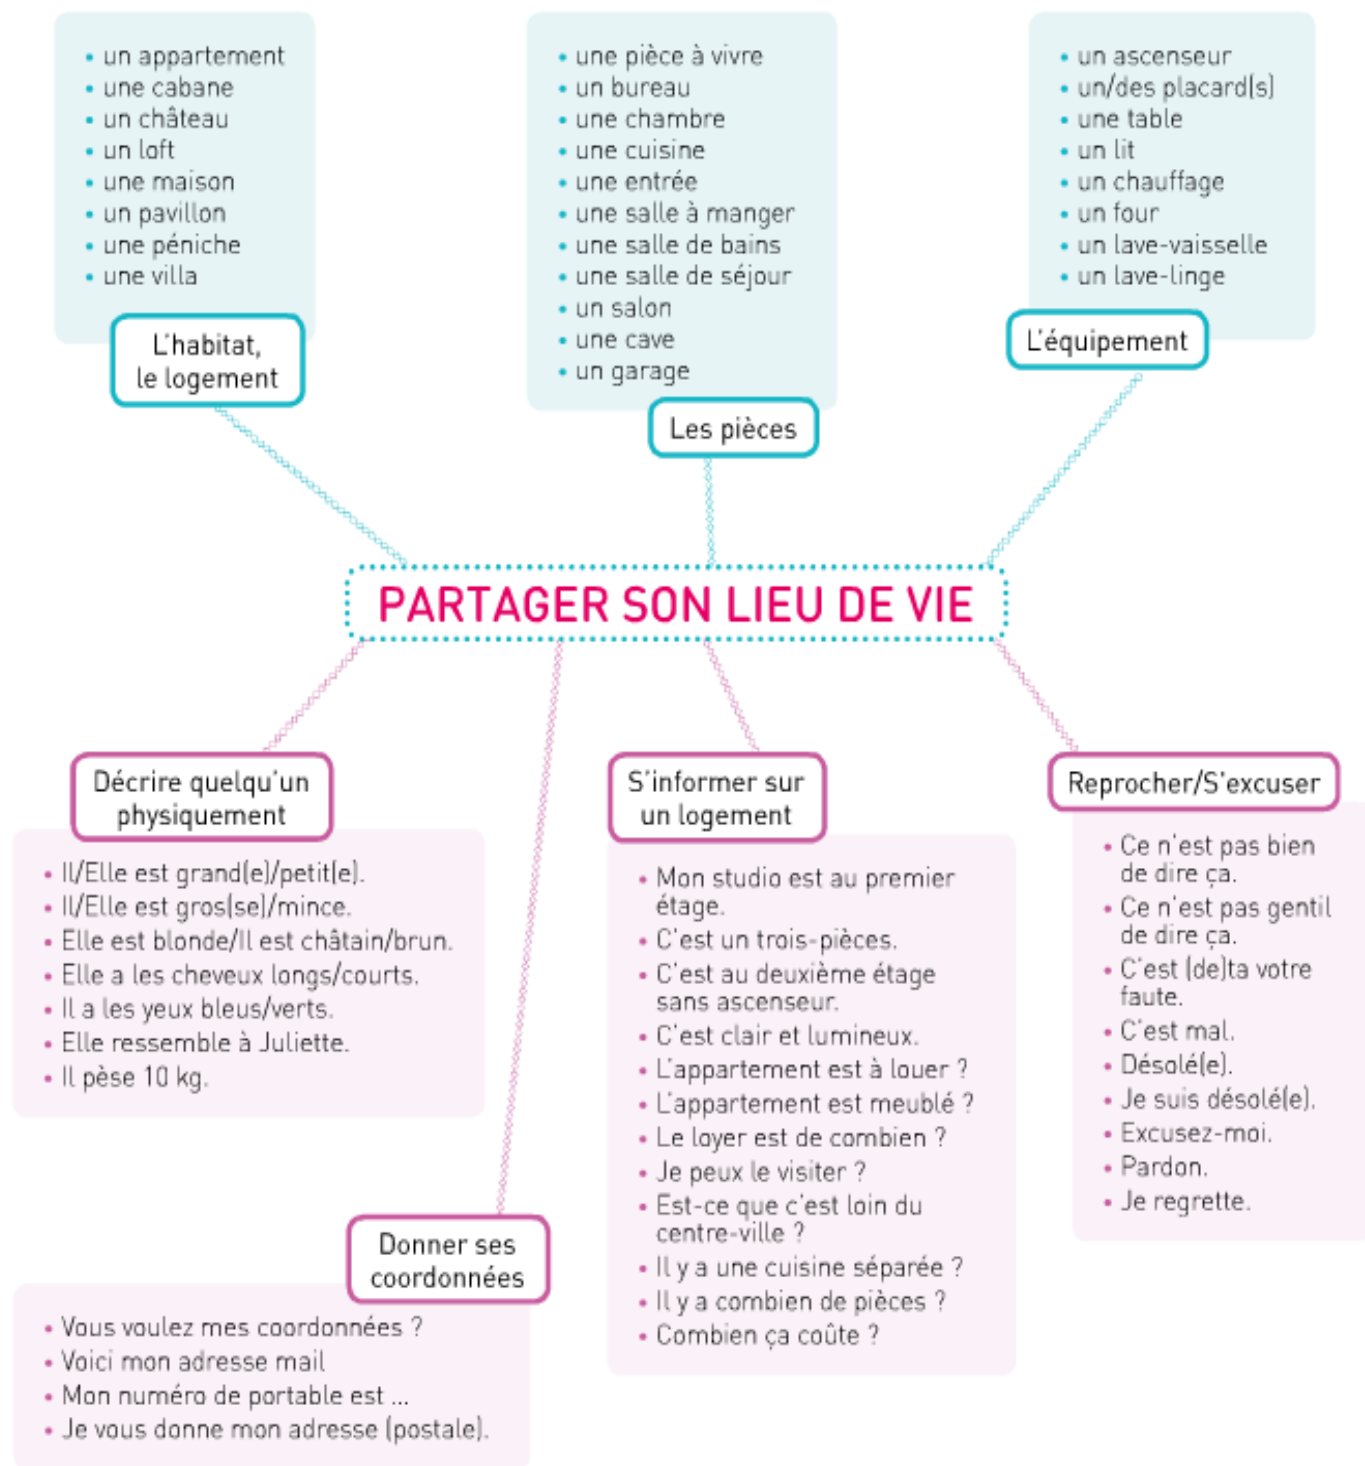 • un appartement
• une cabane
• un château
• un loft
• une maison
• un pavillon
• une péniche
• une villa
L'habitat,
le logement
• une pièce à vivre
• un bureau
• une chambre
• une cuisine
• une entrée
• une salle à manger
• une salle de bains
• une salle de séjour
• un salon
• une cave
• un garage
Les pièces
• un ascenseur
• un/des placard(s)
• une table
• un lit
• un chauffage
• un four
• un lave-vaisselle
• un lave-linge
L'équipement
PARTAGER SON LIEU DE VIE
Décrire quelqu'un
physiquement
• Il/Elle est grand(e)/petit(e).
• Il/Elle est gros(se)/mince.
• Elle est blonde/Il est châtain/brun.
• Elle a les cheveux longs/courts.
• Il a les yeux bleus/verts.
• Elle ressemble à Juliette.
• Il pèse 10 kg.
Donner ses
coordonnées
• Vous voulez mes coordonnées ?
• Voici mon adresse mail
• Mon numéro de portable est ...
• Je vous donne mon adresse (postale).
S'informer sur
un logement
• Mon studio est au premier
étage.
• C'est un trois-pièces.
• C'est au deuxième étage
sans ascenseur.
• C'est clair et lumineux.
• L'appartement est à louer ?
• L'appartement est meublé ?
• Le loyer est de combien ?
• Je peux le visiter ?
• Est-ce que c'est loin du
centre-ville ?
• Il y a une cuisine séparée ?
• Il y a combien de pièces ?
• Combien ça coûte ?
Reprocher/S'excuser
• Ce n'est pas bien
de dire ça.
• Ce n'est pas gentil
de dire ça.
• C'est (de)ta votre
faute.
• C'est mal.
• Désolé(e).
• Je suis désolé(e).
• Excusez-moi.
• Pardon.
• Je regrette.